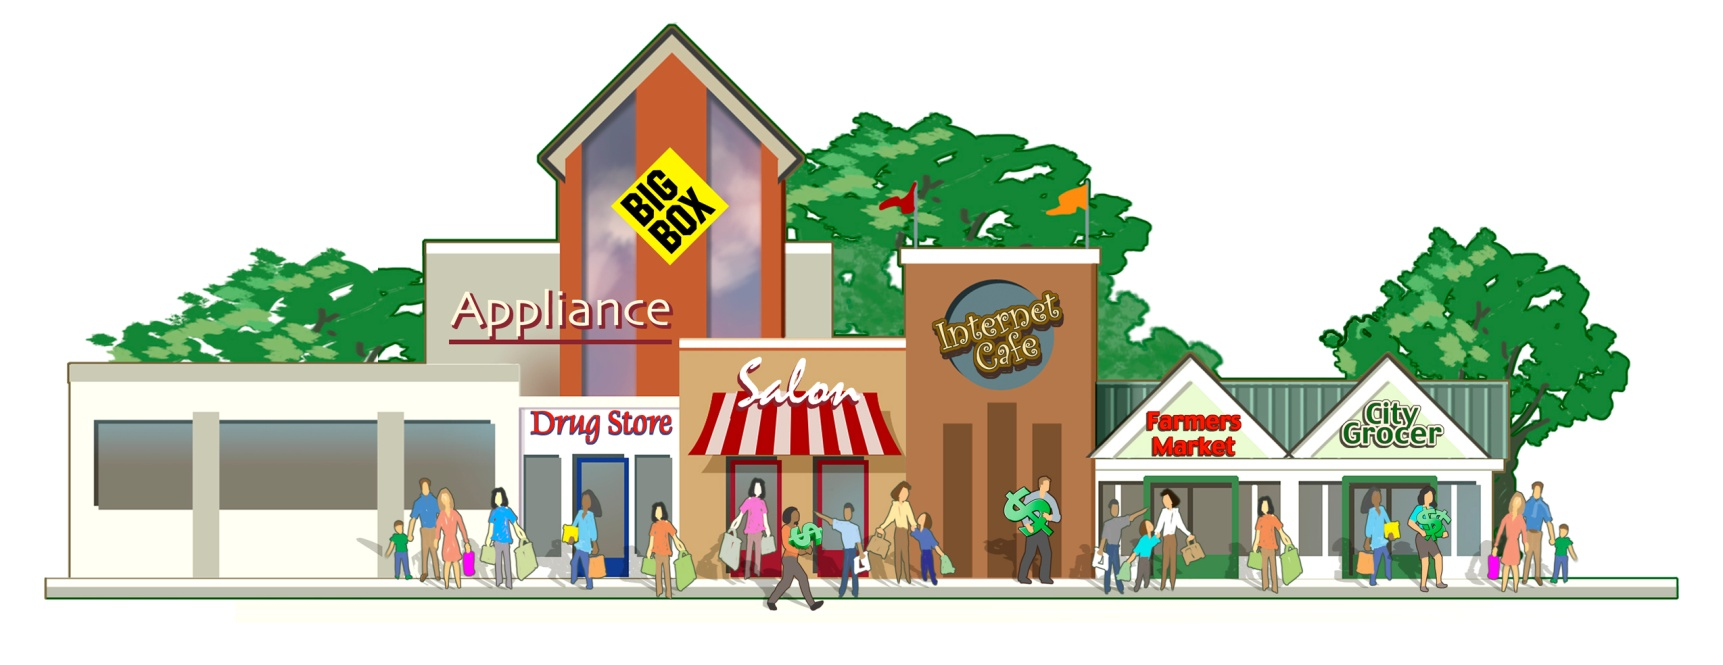 BIG
BOX
Appliance
Drug Store
Salon
Internet
Cafe
Farmers
Market
City
Grocer
$
$
$